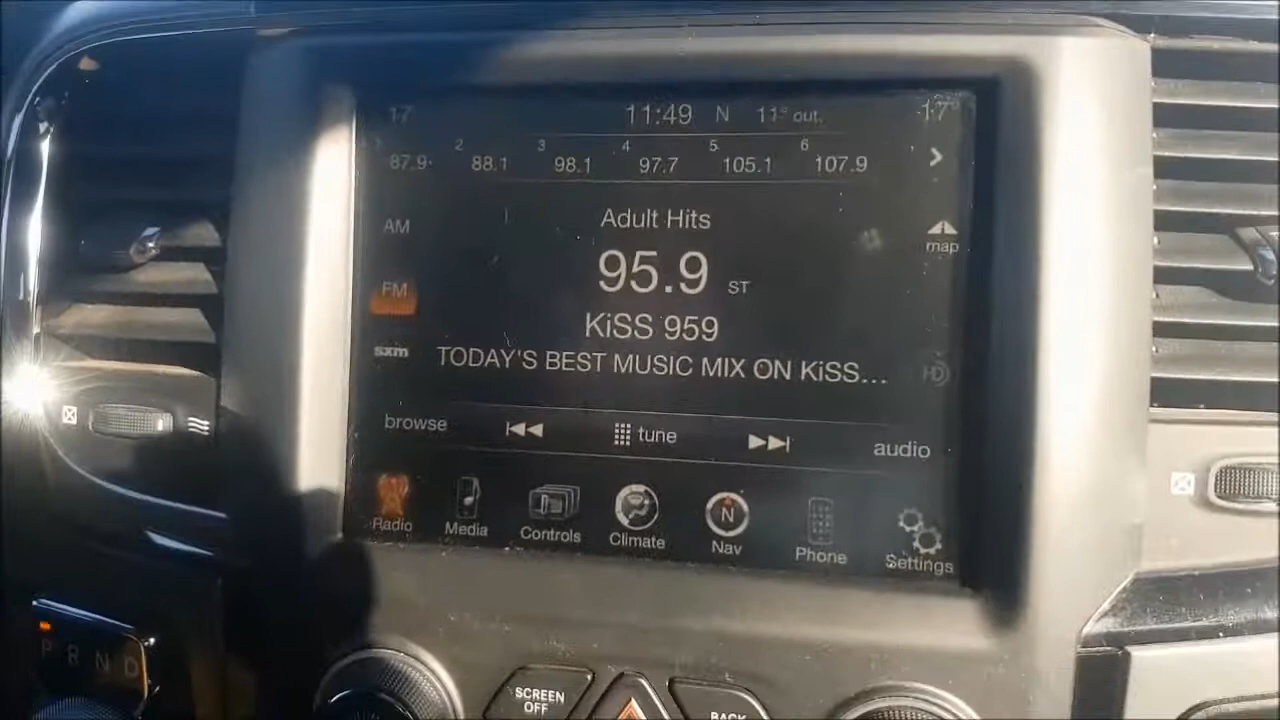 17 11:49 N 11° out. 17°
1 2 3 4 5 6
87.9 88.1 98.1 97.7 105.1 107.9
AM
Adult Hits
map
FM
95.9 ST
KiSS 959
sxm
TODAY'S BEST MUSIC MIX ON KiSS...
HD
browse
tune
audio
N
Radio
Media
Controls
Climate
Nav
Phone
Settings
P R N D
SCREEN
OFF
BACK